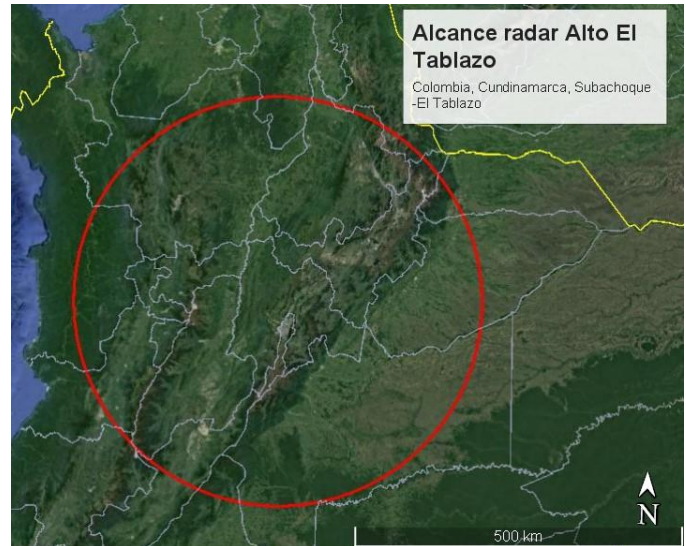 Alcance radar Alto El
Tablazo
Colombia, Cundinamarca, Subachoque
-El Tablazo
N
500 km